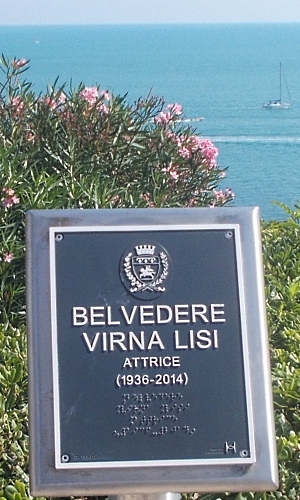 BELVEDERE
VIRNA LISI
ATTRICE
(1936-2014)